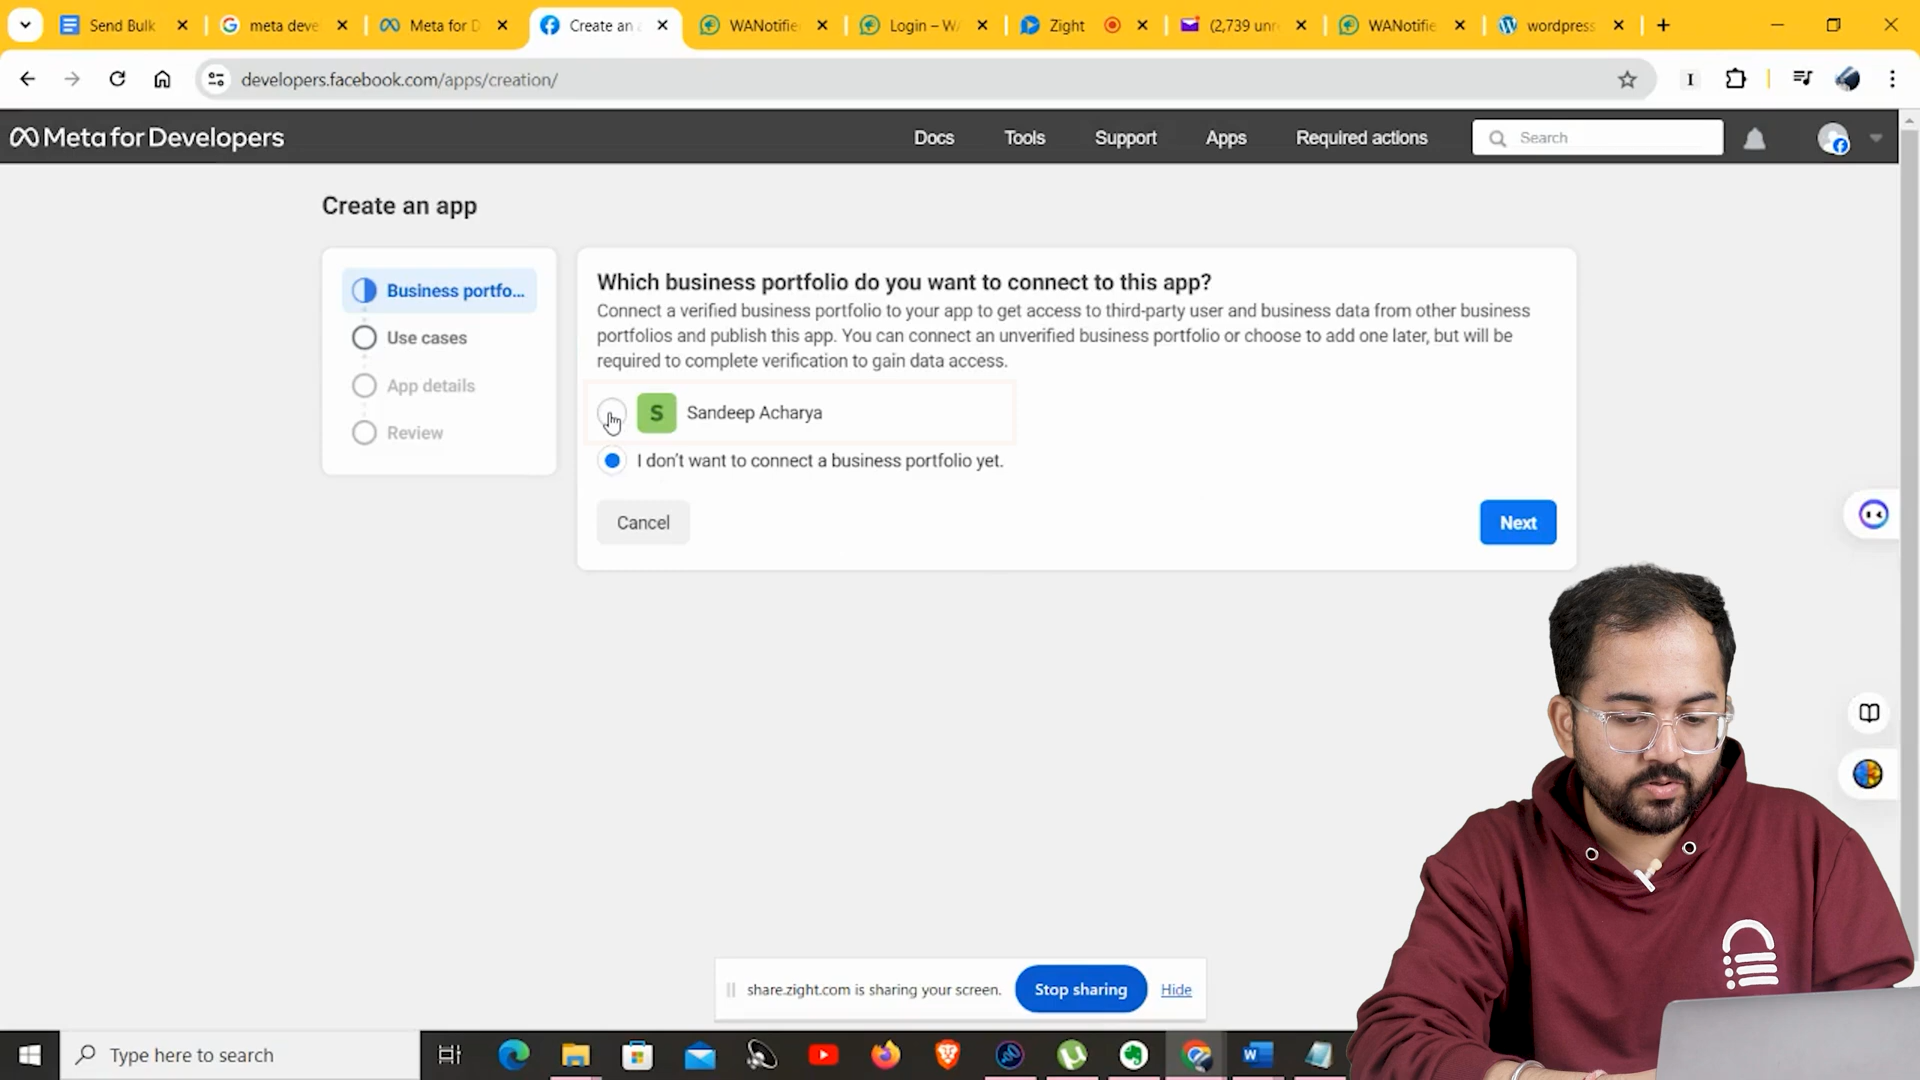 Send Bulk
meta deve
Meta for D
Create an a
WANotifie
Login – W
Zight
(2,739 unr
WANotifie
wordpress
developers.facebook.com/apps/creation/
Meta for Developers
Docs
Tools
Support
Apps
Required actions
Search
Create an app
Business portfo...
Use cases
App details
Review
Which business portfolio do you want to connect to this app?
Connect a verified business portfolio to your app to get access to third-party user and business data from other business
portfolios and publish this app. You can connect an unverified business portfolio or choose to add one later, but will be
required to complete verification to gain data access.
S Sandeep Acharya
I don't want to connect a business portfolio yet.
Cancel
Next
share.zight.com is sharing your screen.
Stop sharing
Hide
Type here to search